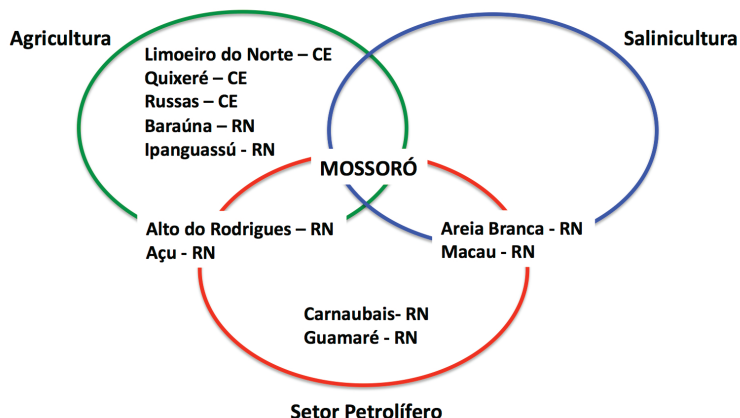 Agricultura
Salinicultura
Limoeiro do Norte – CE
Quixeré – CE
Russas – CE
Baraúna – RN
Ipanguassú - RN
MOSSORÓ
Alto do Rodrigues – RN
Açu - RN
Areia Branca - RN
Macau - RN
Carnaubais- RN
Guamaré - RN
Setor Petrolífero